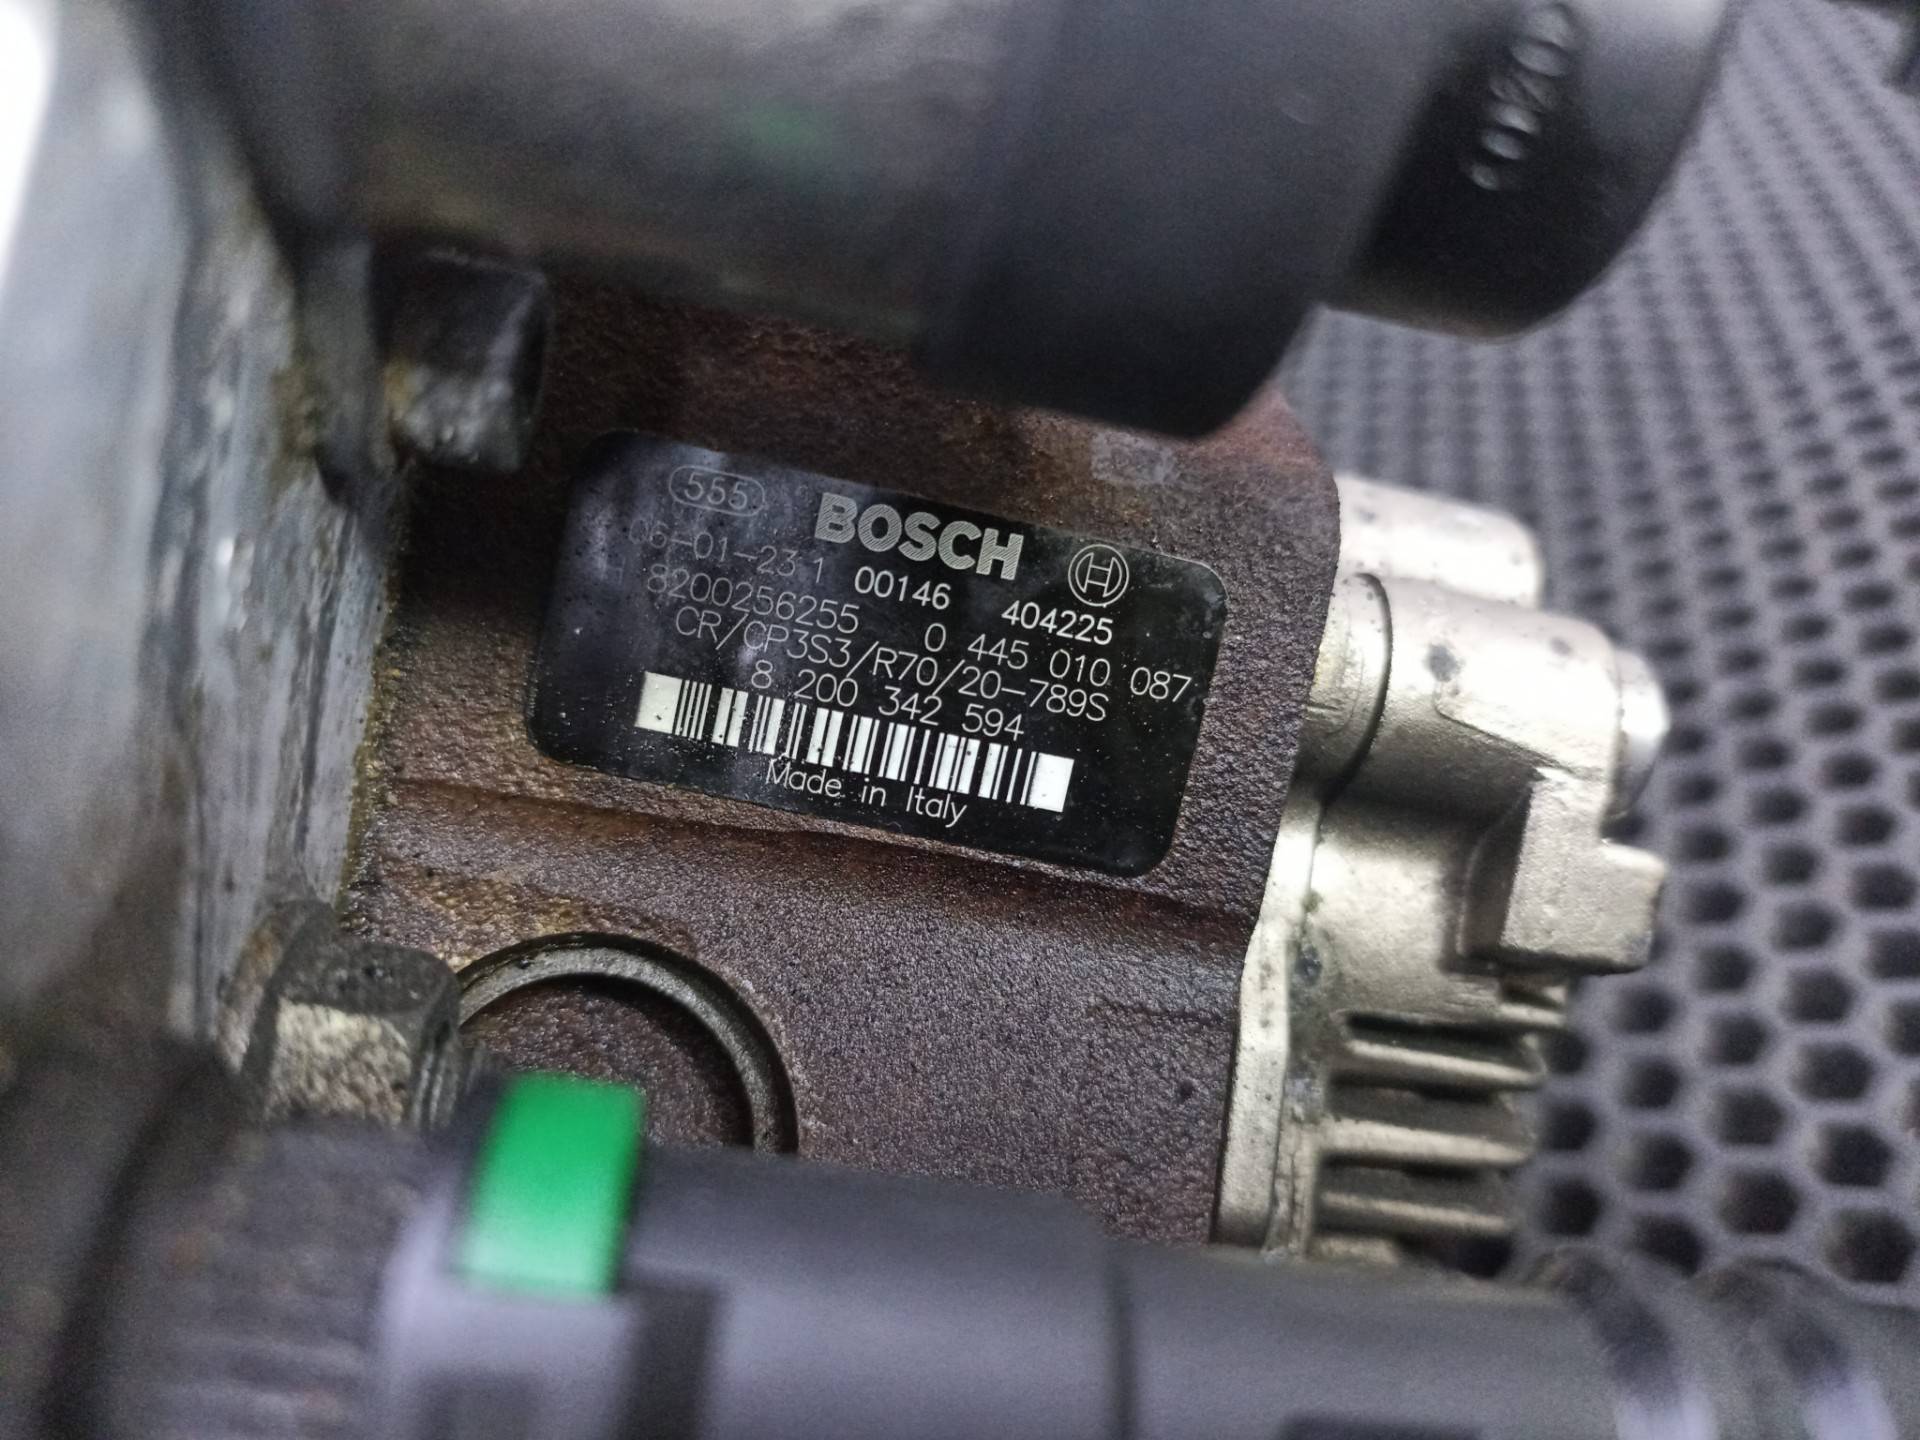 555 BOSCH
06-01-23 1 00146 404225
8200256255 0 445 010 087
CR/CP3S3/R70/20-789S
8 200 342 594
Made in Italy